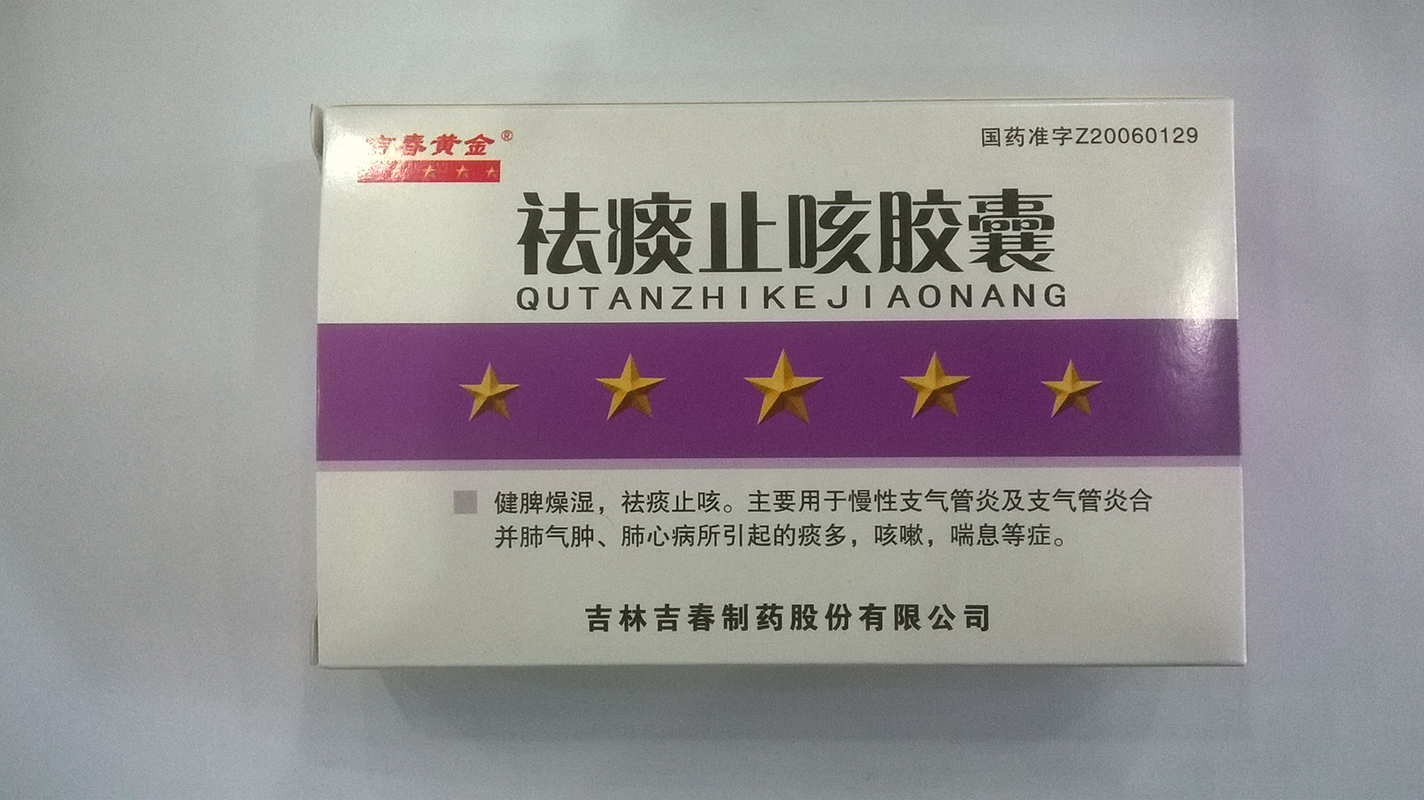 吉春黄金®
国药准字Z20060129
祛痰止咳胶囊
QUTANZHIKEJIAONANG
健脾燥湿，祛痰止咳。主要用于慢性支气管炎及支气管炎合
并肺气肿、肺心病所引起的痰多，咳嗽，喘息等症。
吉林吉春制药股份有限公司